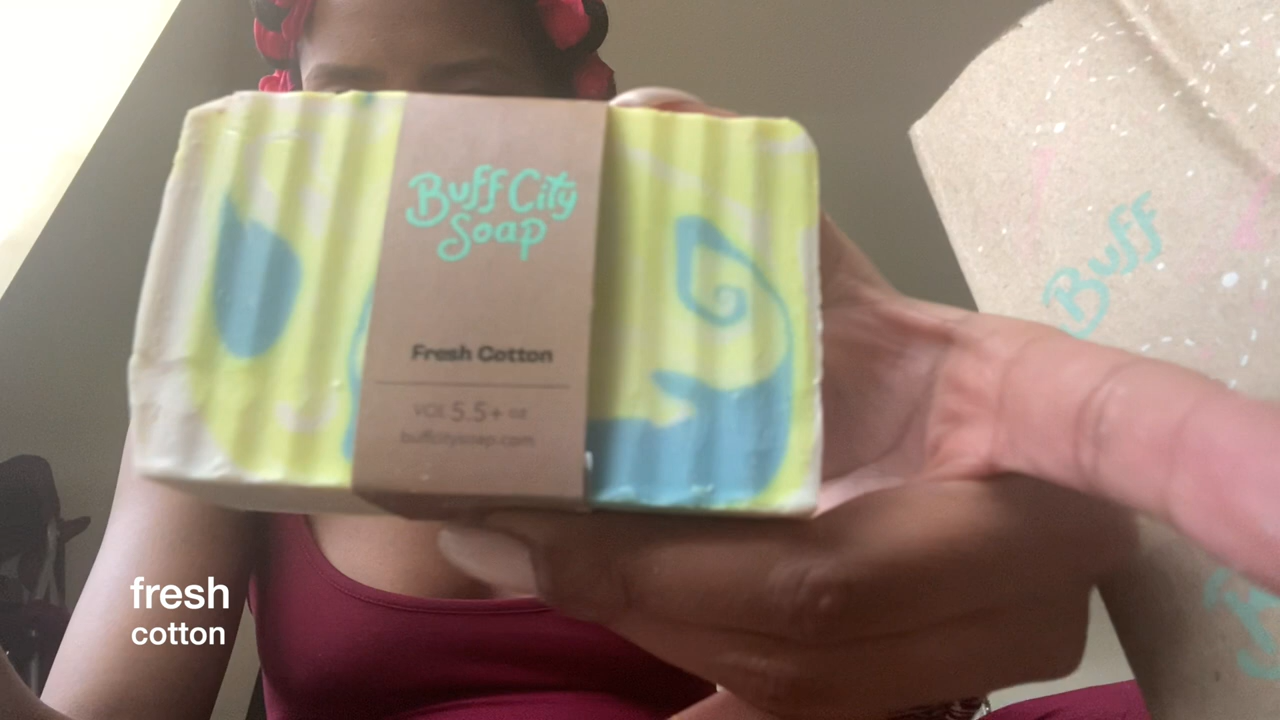 Buff City
Soap
Fresh Cotton
VOL 5.5+ oz
buffcitysoap.com
Buff
fresh
cotton